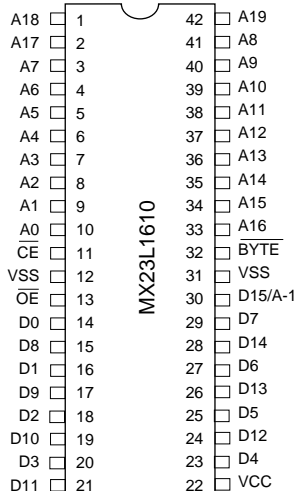 A18 1 42 A19
A17 2 41 A8
A7 3 40 A9
A6 4 39 A10
A5 5 38 A11
A4 6 37 A12
A3 7 36 A13
A2 8 35 A14
A1 9 34 A15
A0 10 33 A16
CE 11 32 BYTE
VSS 12 31 VSS
OE 13 30 D15/A-1
D0 14 29 D7
D8 15 28 D14
D1 16 27 D6
D9 17 26 D13
D2 18 25 D5
D10 19 24 D12
D3 20 23 D4
D11 21 22 VCC
MX23L1610